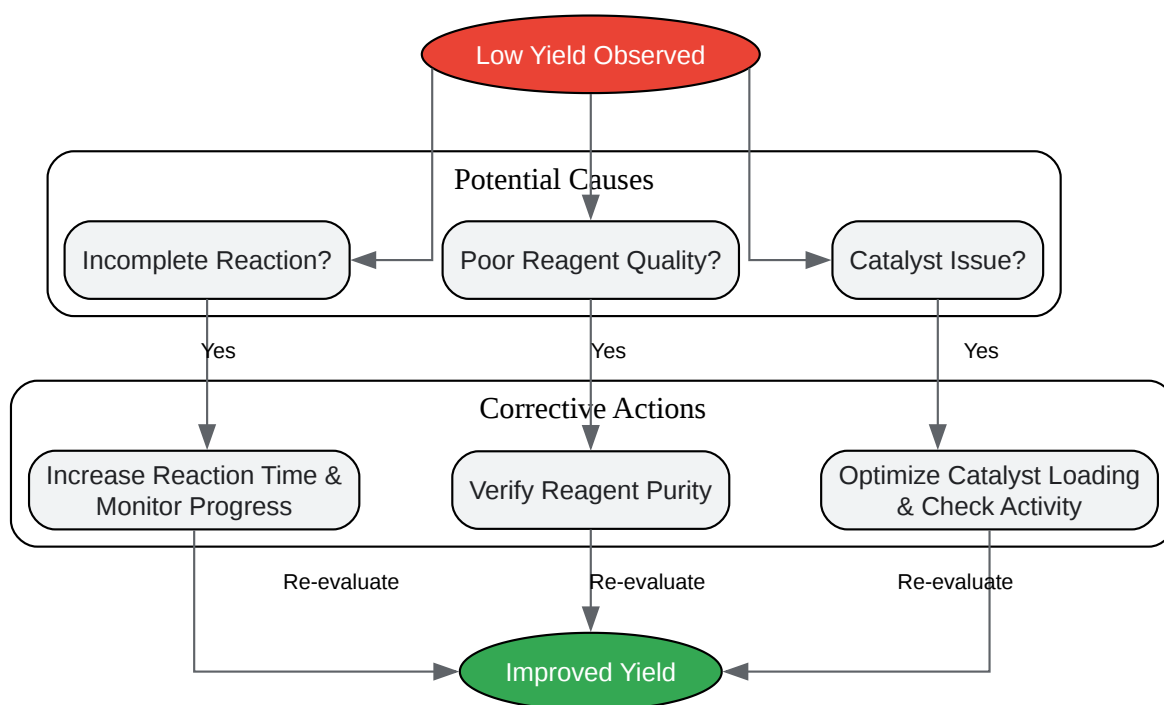 Low Yield Observed
Potential Causes
Incomplete Reaction?
Poor Reagent Quality?
Catalyst Issue?
Yes
Yes
Yes
Corrective Actions
Increase Reaction Time &
Monitor Progress
Verify Reagent Purity
Optimize Catalyst Loading
& Check Activity
Re-evaluate
Re-evaluate
Re-evaluate
Improved Yield